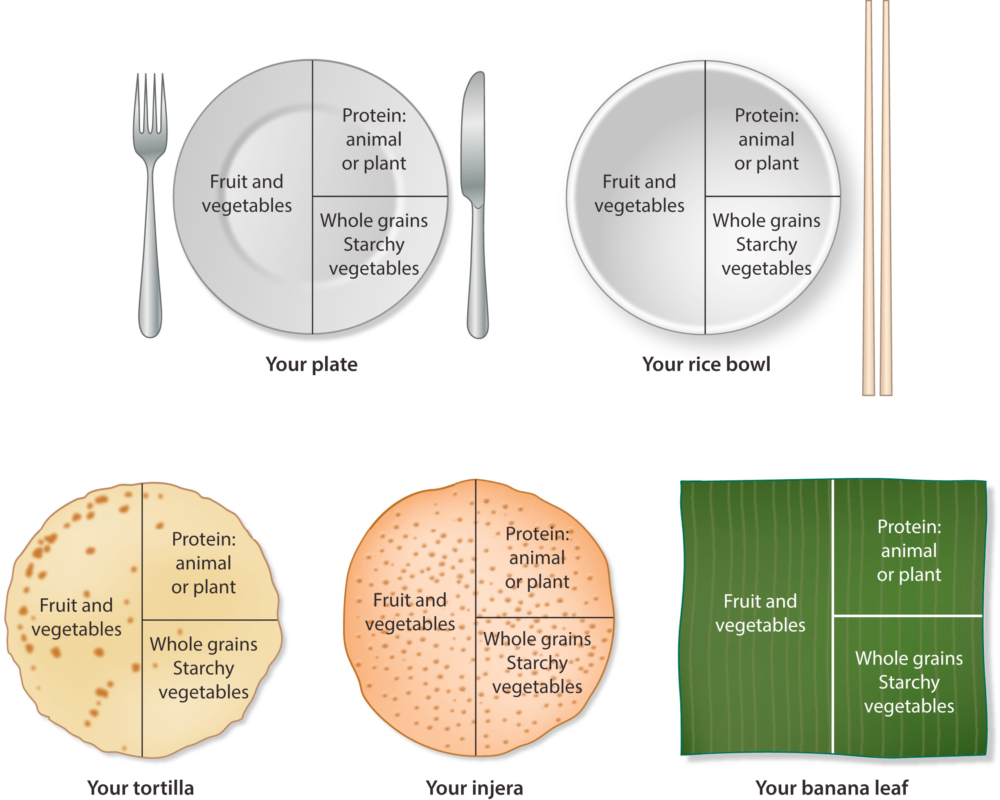 Fruit and
vegetables
Protein:
animal
or plant
Whole grains
Starchy
vegetables
Your plate
Fruit and
vegetables
Protein:
animal
or plant
Whole grains
Starchy
vegetables
Your rice bowl
Fruit and
vegetables
Protein:
animal
or plant
Whole grains
Starchy
vegetables
Your tortilla
Fruit and
vegetables
Protein:
animal
or plant
Whole grains
Starchy
vegetables
Your injera
Fruit and
vegetables
Protein:
animal
or plant
Whole grains
Starchy
vegetables
Your banana leaf